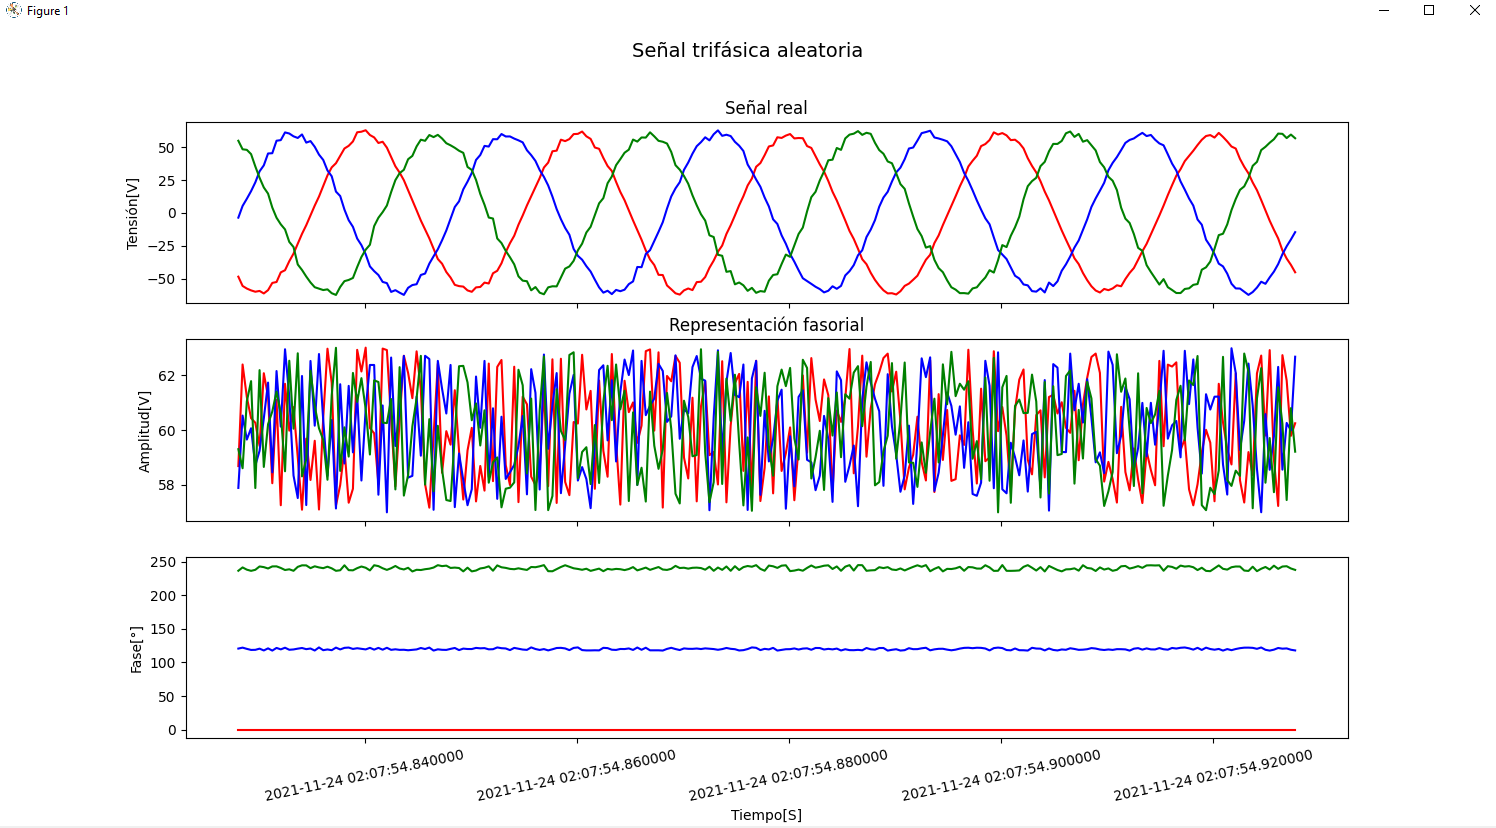 Figure 1
Señal trifásica aleatoria
Señal real
Tensión[V]
50
25
0
−25
−50
Representación fasorial
Amplitud[V]
62
60
58
Fase[°]
250
200
150
100
50
0
2021-11-24 02:07:54.840000
2021-11-24 02:07:54.860000
2021-11-24 02:07:54.880000
2021-11-24 02:07:54.900000
2021-11-24 02:07:54.920000
Tiempo[S]